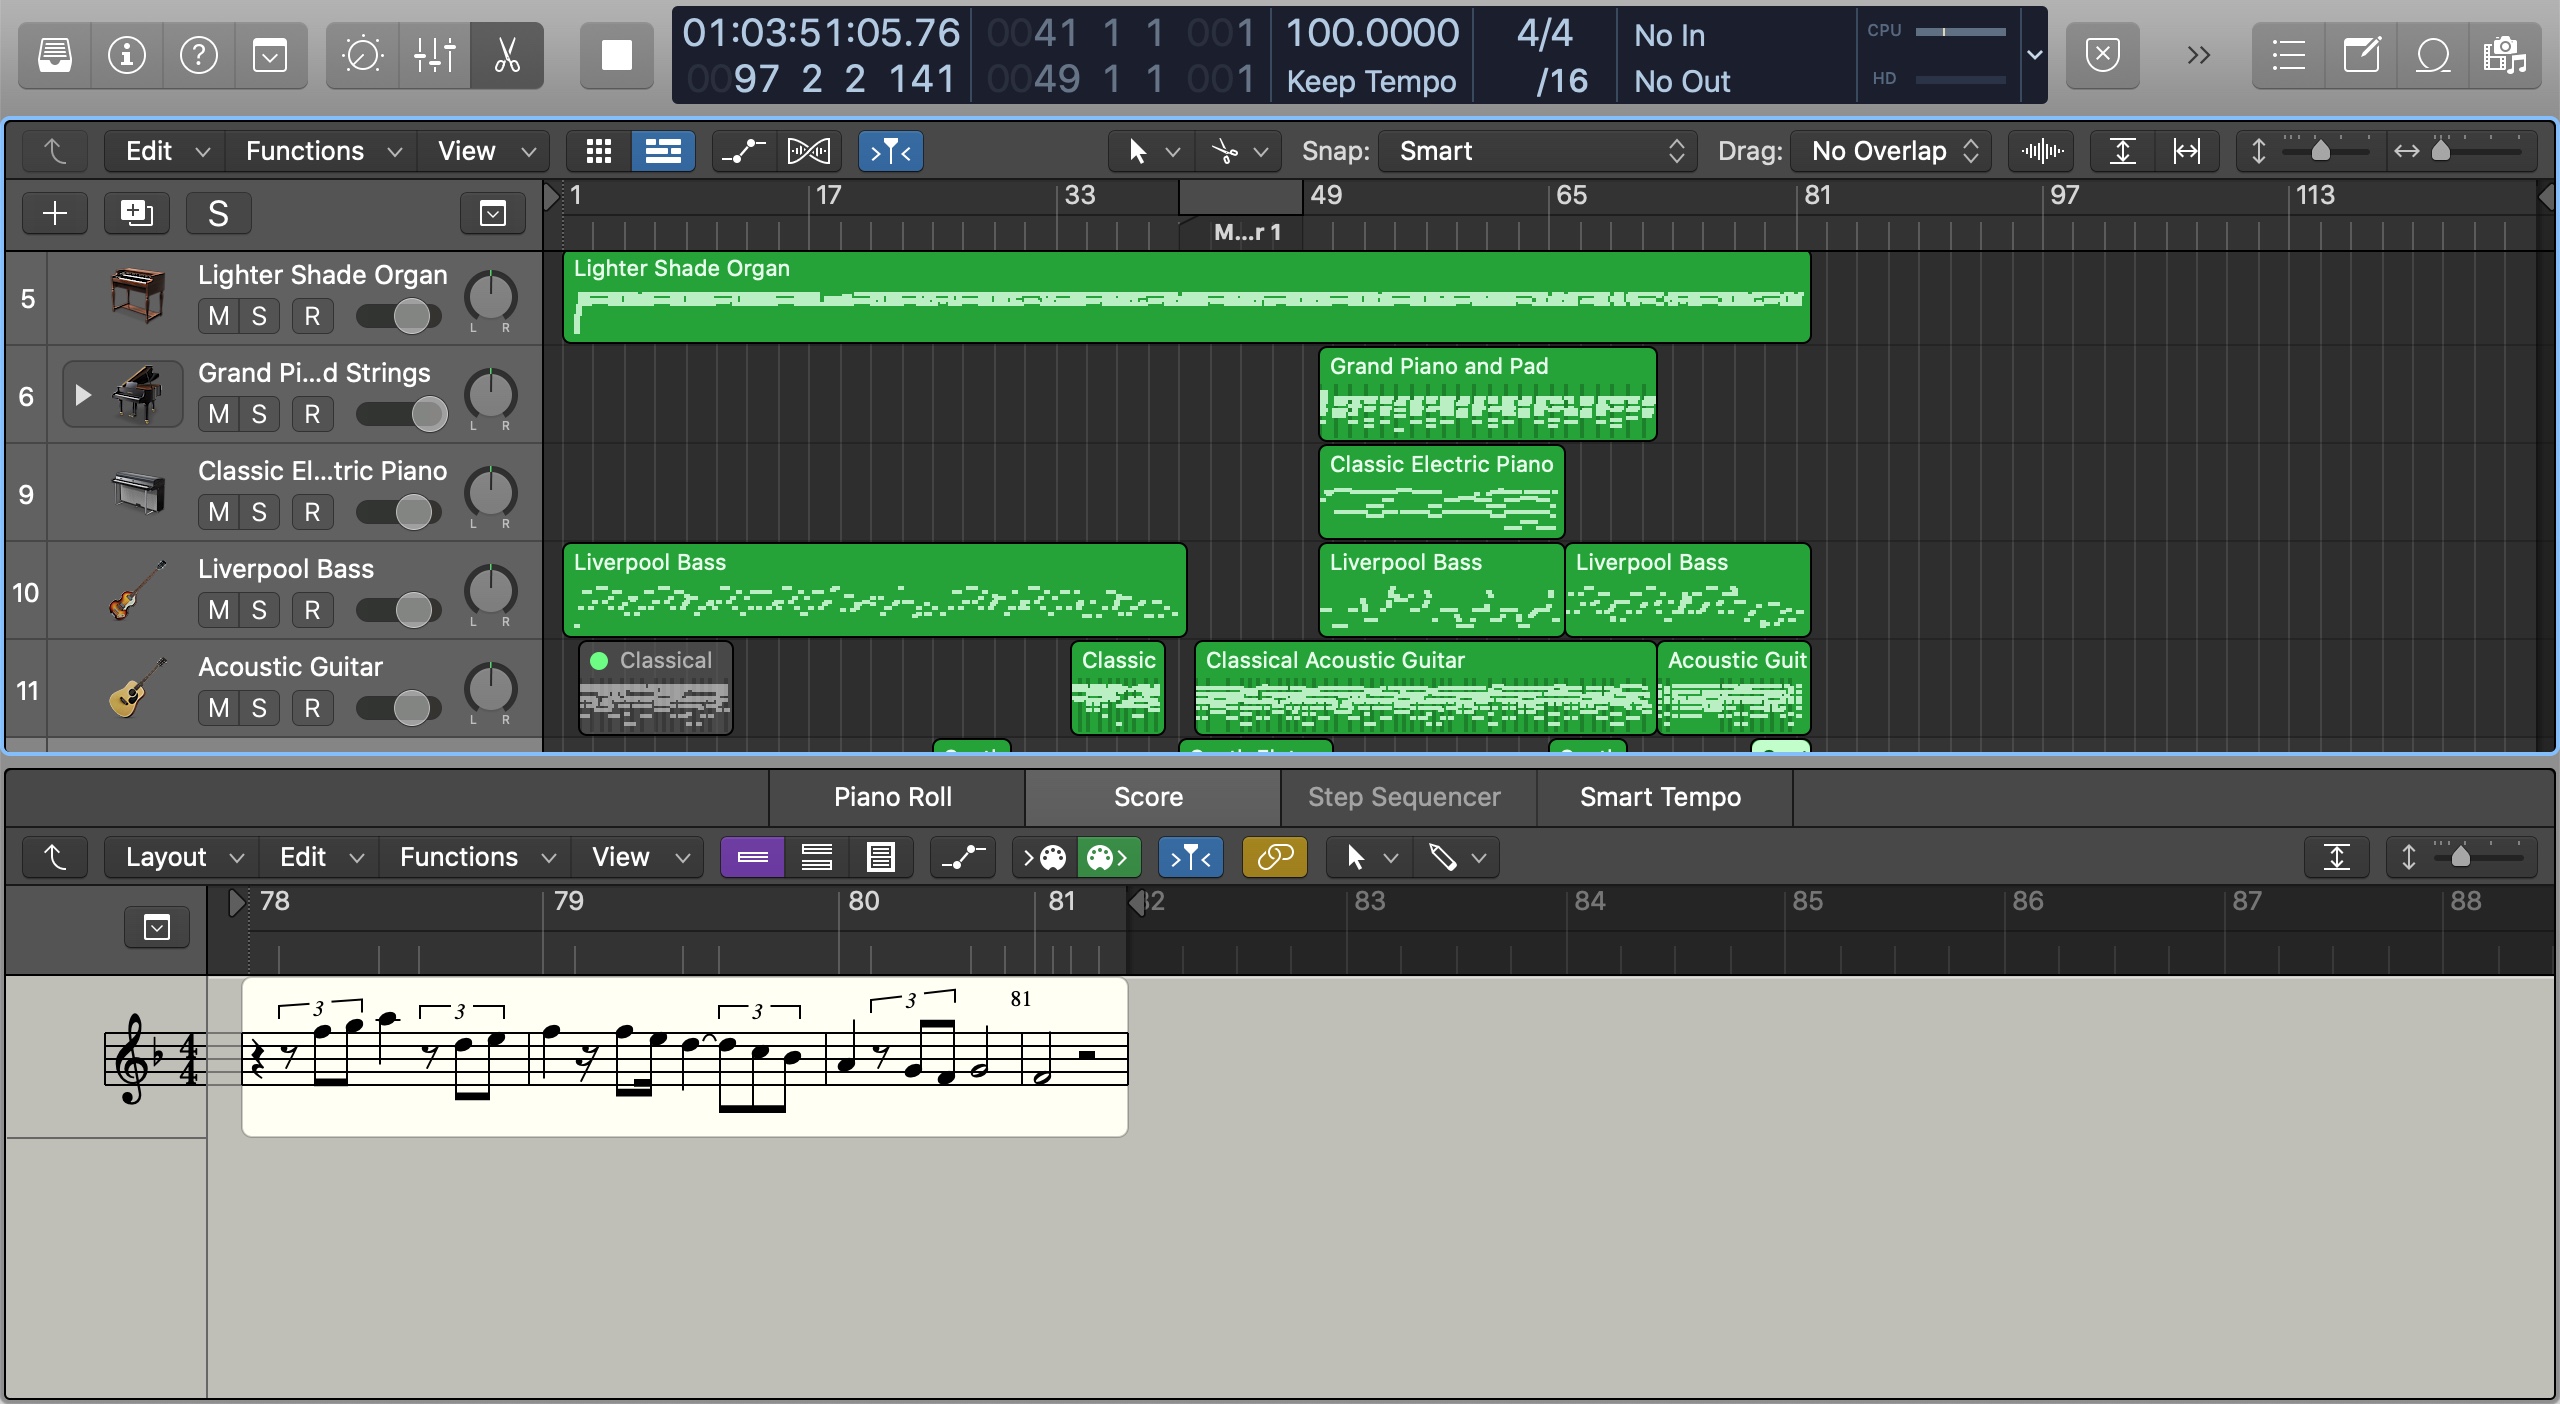 01:03:51:05.76 0041 1 1 001 100.0000 4/4 No In CPU
0097 2 2 141 0049 1 1 001 Keep Tempo /16 No Out HD
Edit Functions View Snap: Smart Drag: No Overlap
S 1 17 33 49 65 81 97 113
M...r 1
5 Lighter Shade Organ M S R L R
Lighter Shade Organ
6 Grand Pi...d Strings M S R L R
Grand Piano and Pad
9 Classic El...tric Piano M S R L R
Classic Electric Piano
10 Liverpool Bass M S R L R
Liverpool Bass Liverpool Bass Liverpool Bass
11 Acoustic Guitar M S R L R
Classical Classic Classical Acoustic Guitar Acoustic Guit
Piano Roll Score Step Sequencer Smart Tempo
Layout Edit Functions View
78 79 80 81 82 83 84 85 86 87 88
3 3 3 3 81
4
4